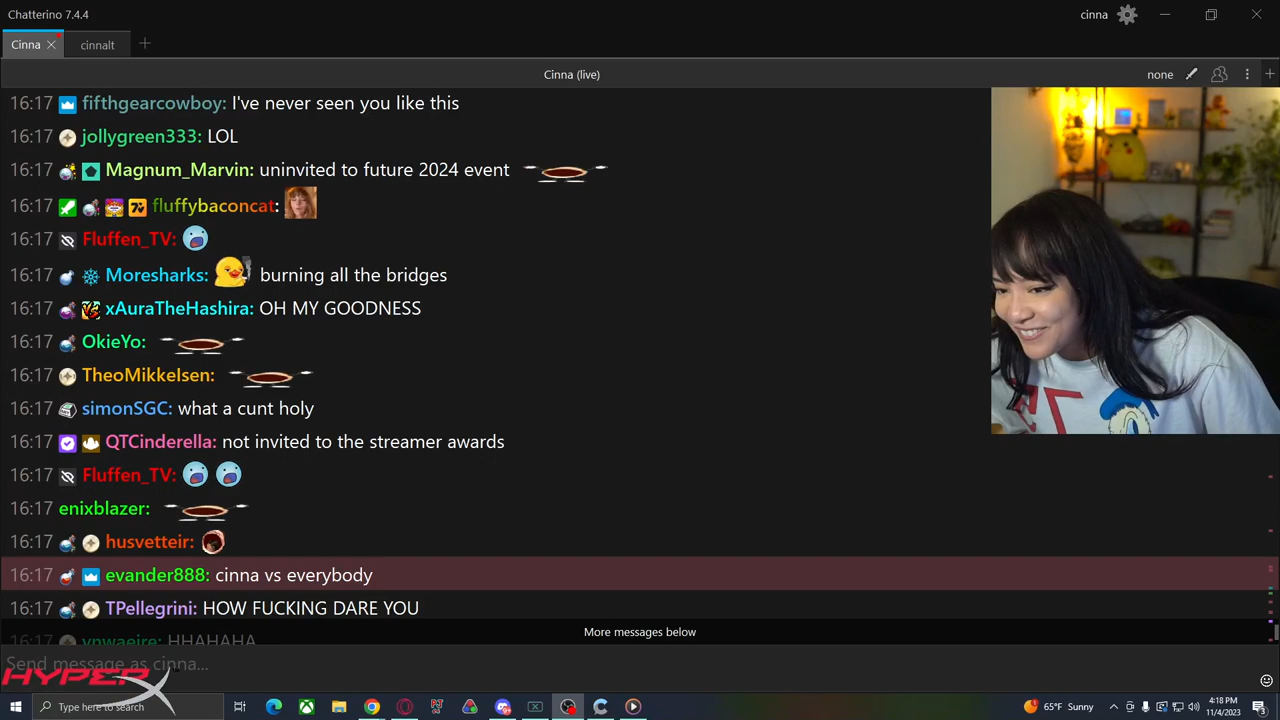 Chatterino 7.4.4
cinna
Cinna
cinnalt
Cinna (live)
none
16:17 fifthgearcowboy: I've never seen you like this
16:17 jollygreen333: LOL
16:17 Magnum_Marvin: uninvited to future 2024 event
16:17 fluffybaconcat:
16:17 Fluffen_TV:
16:17 Moresharks: burning all the bridges
16:17 xAuraTheHashira: OH MY GOODNESS
16:17 OkieYo:
16:17 TheoMikkelsen:
16:17 simonSGC: what a cunt holy
16:17 QTCinderella: not invited to the streamer awards
16:17 Fluffen_TV:
16:17 enixblazer:
16:17 husvetteir:
16:17 evander888: cinna vs everybody
16:17 TPellegrini: HOW FUCKING DARE YOU
16:17 vnwaeire: HHAHAHA
More messages below
Send message as cinna...
HYPERX
Type here to search
65°F Sunny
4:18 PM
11/4/2023